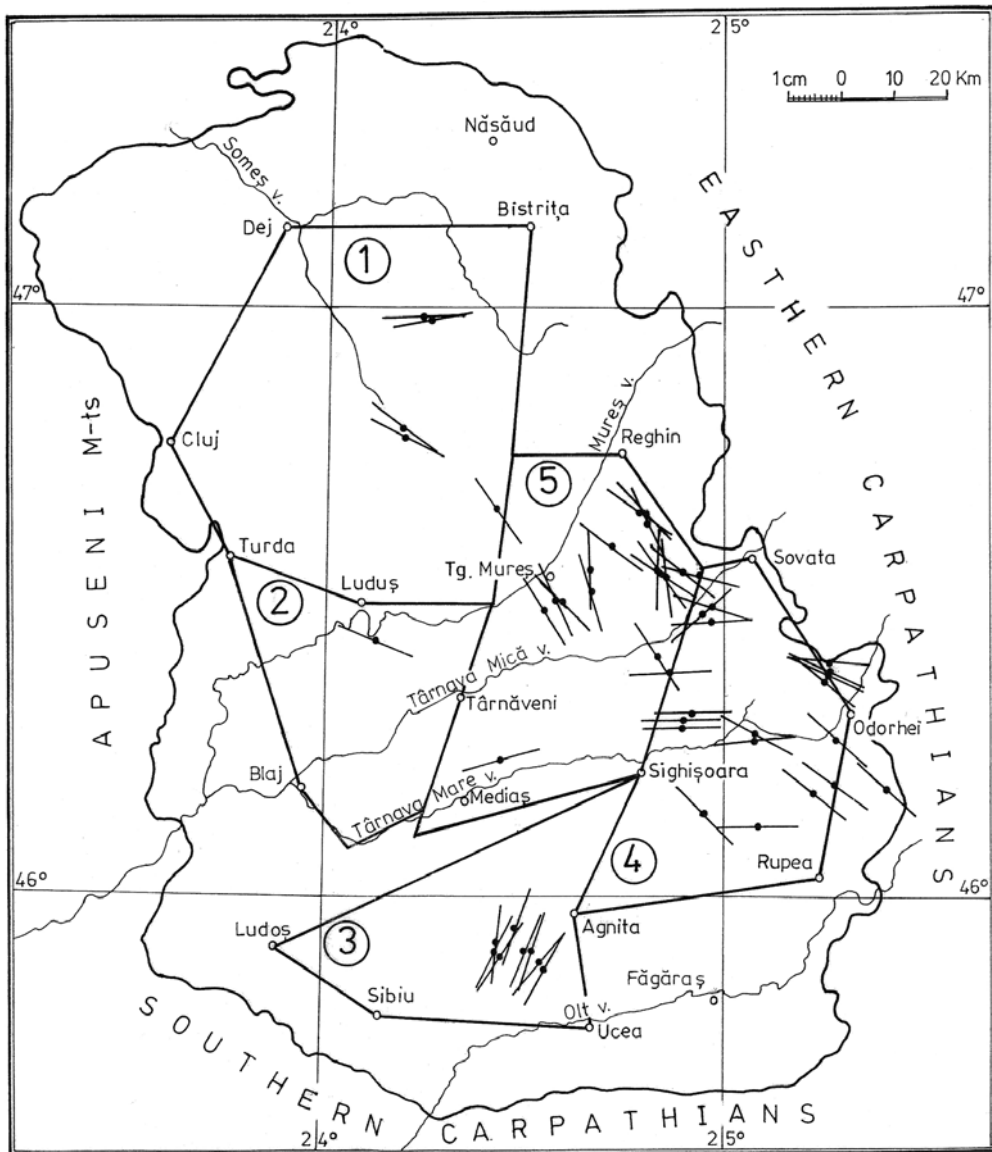 24°
25°
1cm 0 10 20 Km
Năsăud
Someș v.
Dej
Bistrița
1
EASTHERN CARPATHIANS
47°
47°
Mureș v.
APUSENI M-ts
Cluj
Reghin
5
Turda
Sovata
Tg. Mureș
2
Luduș
Târnava Mică v.
Târnăveni
Odorhei
Blaj
Sighișoara
Târnava Mare v.
Mediaș
4
Rupea
46°
46°
Agnita
Ludoș
3
Făgăraș
Sibiu
Olt v.
Ucea
SOUTHERN CARPATHIANS
24°
25°